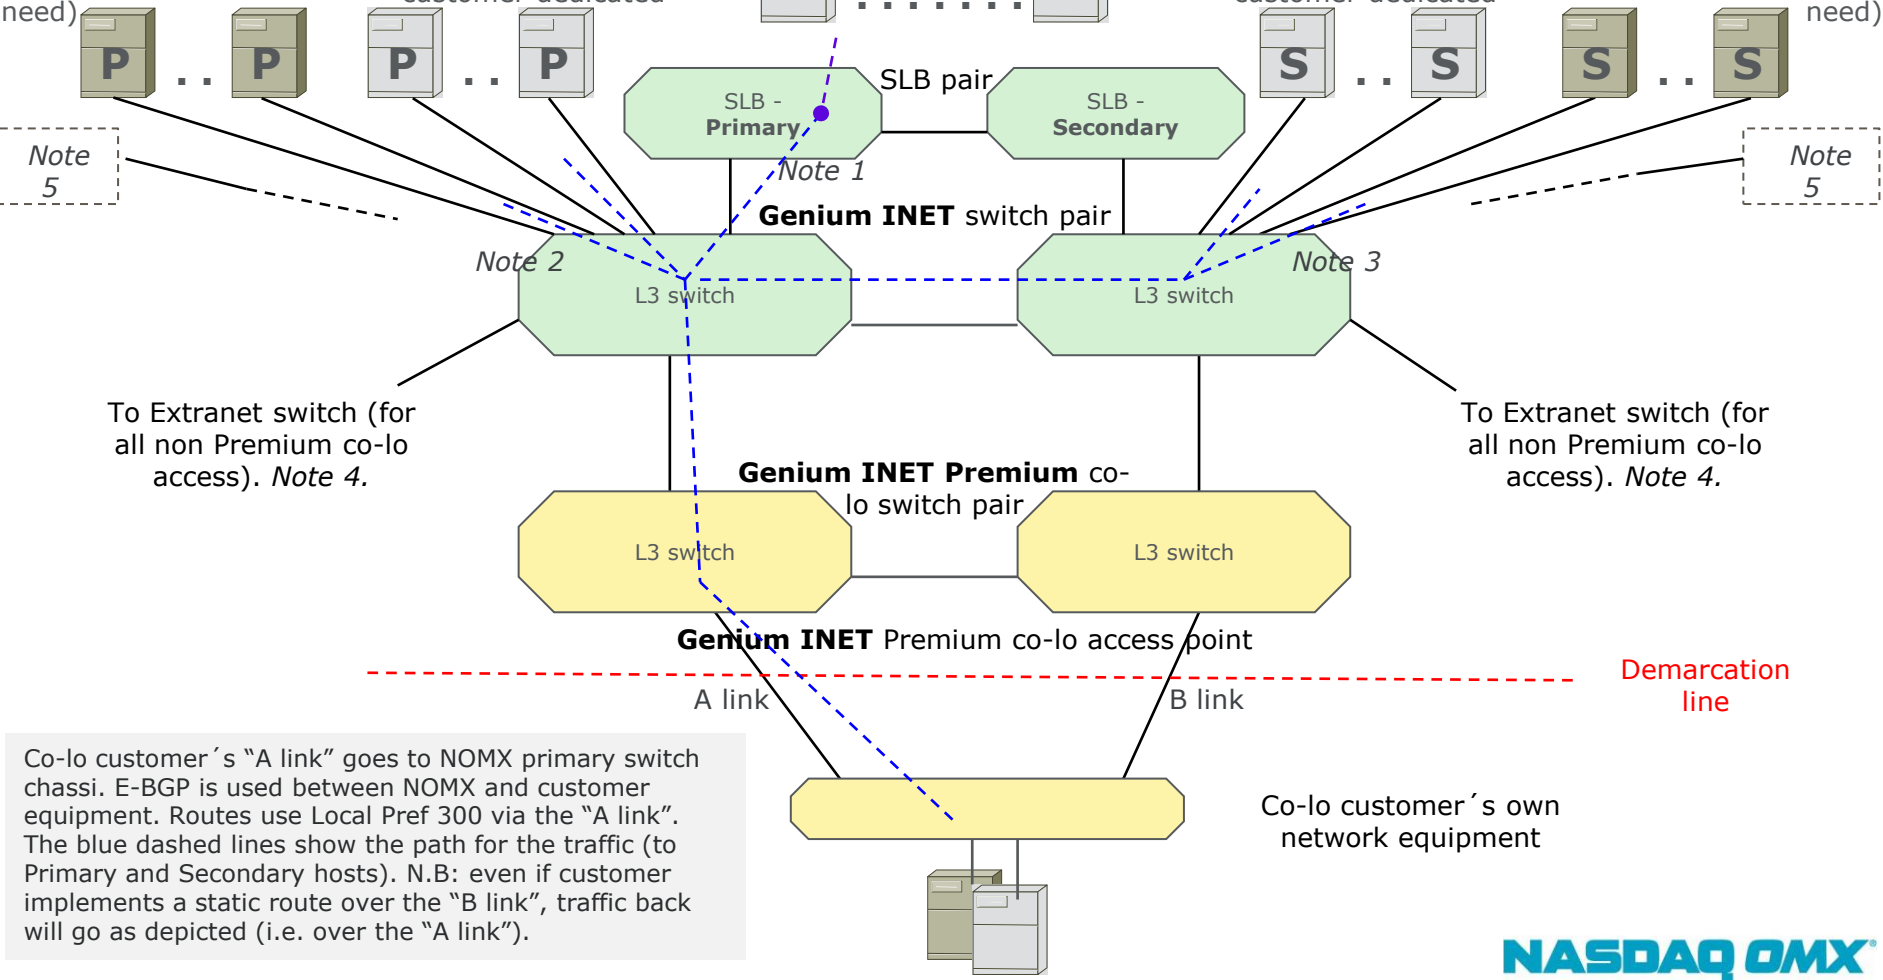 need)
customer dedicated
customer dedicated
need)
P . . P P . . P
. . . . . . .
S . . S S . . S
SLB -
Primary
SLB pair
SLB -
Secondary
Note
5
Note 1
Note
5
Genium INET switch pair
Note 2
Note 3
L3 switch
L3 switch
To Extranet switch (for
all non Premium co-lo
access). Note 4.
To Extranet switch (for
all non Premium co-lo
access). Note 4.
Genium INET Premium co-
lo switch pair
L3 switch
L3 switch
Genium INET Premium co-lo access point
Demarcation
line
A link
B link
Co-lo customer´s “A link” goes to NOMX primary switch
chassi. E-BGP is used between NOMX and customer
equipment. Routes use Local Pref 300 via the “A link”.
The blue dashed lines show the path for the traffic (to
Primary and Secondary hosts). N.B: even if customer
implements a static route over the “B link”, traffic back
will go as depicted (i.e. over the “A link”).
Co-lo customer´s own
network equipment
NASDAQ OMX®